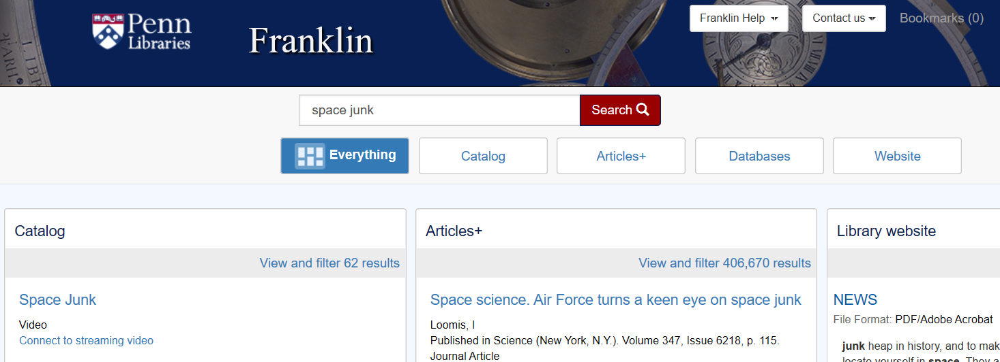 Penn
Libraries
Franklin
Franklin Help
Contact us
Bookmarks (0)
space junk
Search
Everything
Catalog
Articles+
Databases
Website
Catalog
View and filter 62 results
Space Junk
Video
Connect to streaming video
Articles+
View and filter 406,670 results
Space science. Air Force turns a keen eye on space junk
Loomis, I
Published in Science (New York, N.Y.). Volume 347, Issue 6218, p. 115.
Journal Article
Library website
NEWS
File Format: PDF/Adobe Acrobat
junk heap in history, and to mak
locate yourself in space. They a